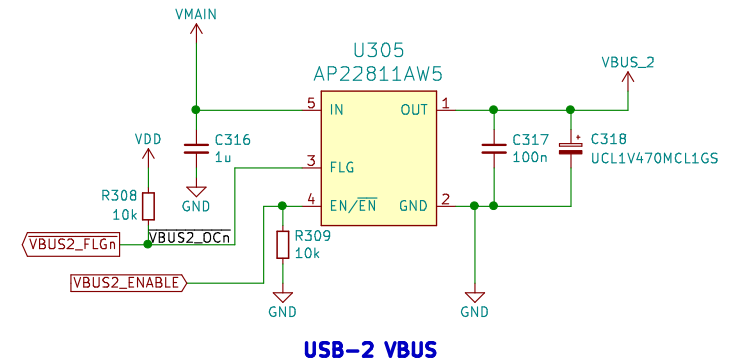 VMAIN
U305
AP22811AW5
VBUS_2
5
IN
OUT
1
VDD
C316
1u
C317
100n
C318
+
UCL1V470MCL1GS
3
FLG
R308
10k
GND
4
EN/EN
GND
2
VBUS2_FLGn
VBUS2_OCn
R309
10k
VBUS2_ENABLE
GND
GND
USB-2 VBUS